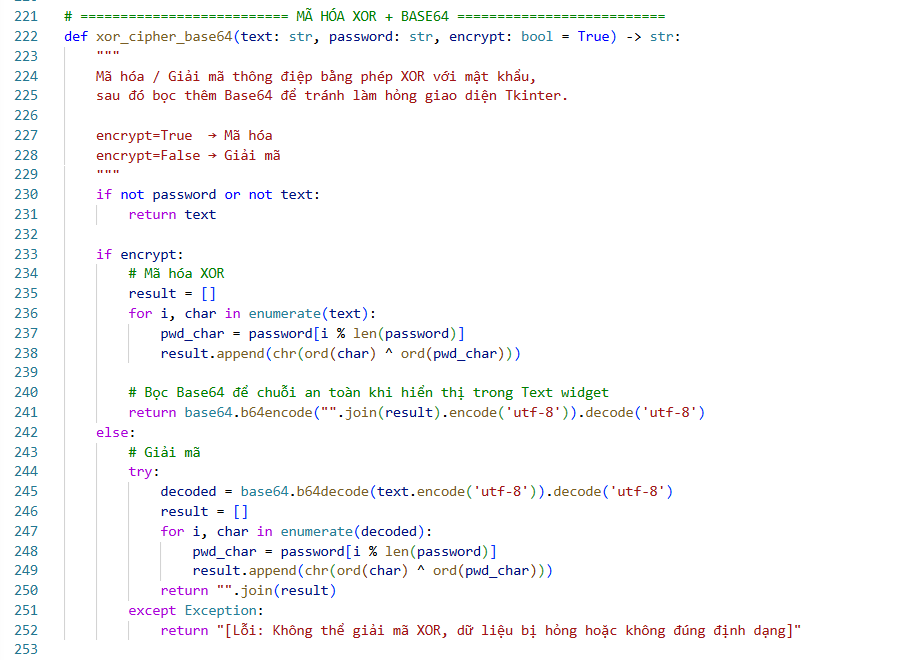 221 # ========================== MÃ HÓA XOR + BASE64 ==========================
222 def xor_cipher_base64(text: str, password: str, encrypt: bool = True) -> str:
223     """
224     Mã hóa / Giải mã thông điệp bằng phép XOR với mật khẩu,
225     sau đó bọc thêm Base64 để tránh làm hỏng giao diện Tkinter.
226
227     encrypt=True  → Mã hóa
228     encrypt=False → Giải mã
229     """
230     if not password or not text:
231         return text
232
233     if encrypt:
234         # Mã hóa XOR
235         result = []
236         for i, char in enumerate(text):
237             pwd_char = password[i % len(password)]
238             result.append(chr(ord(char) ^ ord(pwd_char)))
239
240         # Bọc Base64 để chuỗi an toàn khi hiển thị trong Text widget
241         return base64.b64encode("".join(result).encode('utf-8')).decode('utf-8')
242     else:
243         # Giải mã
244         try:
245             decoded = base64.b64decode(text.encode('utf-8')).decode('utf-8')
246             result = []
247             for i, char in enumerate(decoded):
248                 pwd_char = password[i % len(password)]
249                 result.append(chr(ord(char) ^ ord(pwd_char)))
250             return "".join(result)
251         except Exception:
252             return "[Lỗi: Không thể giải mã XOR, dữ liệu bị hỏng hoặc không đúng định dạng]"
253